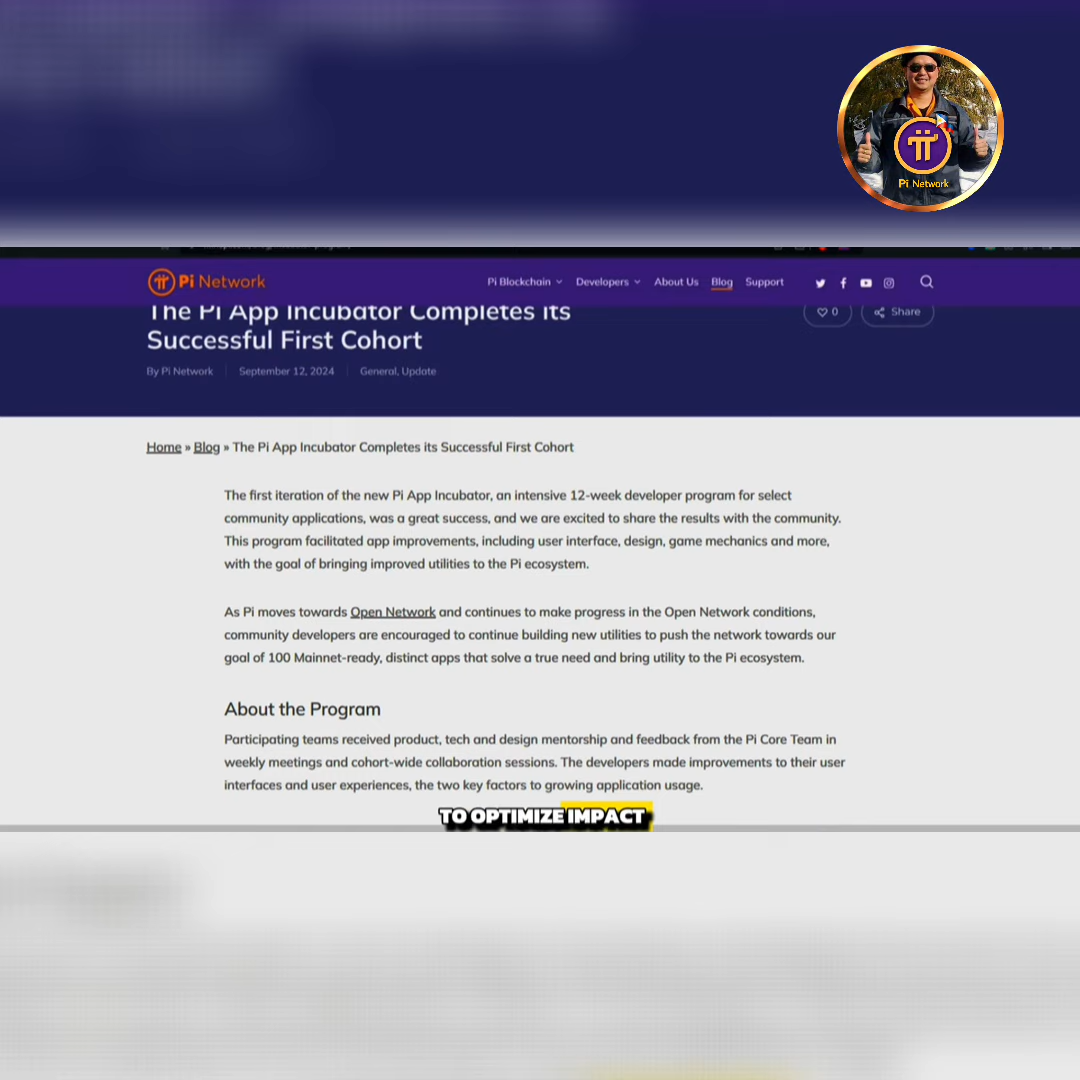 Pi Network
Pi Network
Pi Blockchain
Developers
About Us
Blog
Support
The Pi App Incubator Completes its
Successful First Cohort
0
Share
By Pi Network
September 12, 2024
General, Update
Home » Blog » The Pi App Incubator Completes its Successful First Cohort
The first iteration of the new Pi App Incubator, an intensive 12-week developer program for select
community applications, was a great success, and we are excited to share the results with the community.
This program facilitated app improvements, including user interface, design, game mechanics and more,
with the goal of bringing improved utilities to the Pi ecosystem.
As Pi moves towards Open Network and continues to make progress in the Open Network conditions,
community developers are encouraged to continue building new utilities to push the network towards our
goal of 100 Mainnet-ready, distinct apps that solve a true need and bring utility to the Pi ecosystem.
About the Program
Participating teams received product, tech and design mentorship and feedback from the Pi Core Team in
weekly meetings and cohort-wide collaboration sessions. The developers made improvements to their user
interfaces and user experiences, the two key factors to growing application usage.
TO OPTIMIZE IMPACT